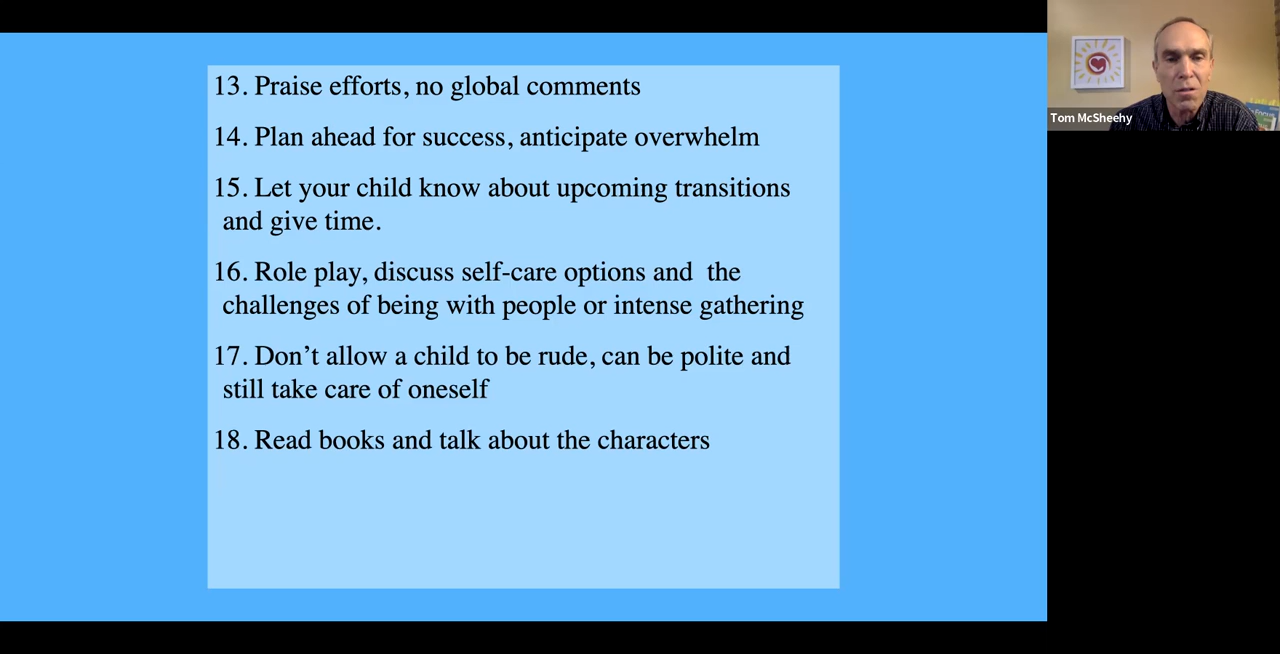 13. Praise efforts, no global comments
14. Plan ahead for success, anticipate overwhelm
15. Let your child know about upcoming transitions
and give time.
16. Role play, discuss self-care options and  the
challenges of being with people or intense gathering
17. Don’t allow a child to be rude, can be polite and
still take care of oneself
18. Read books and talk about the characters
Tom McSheehy